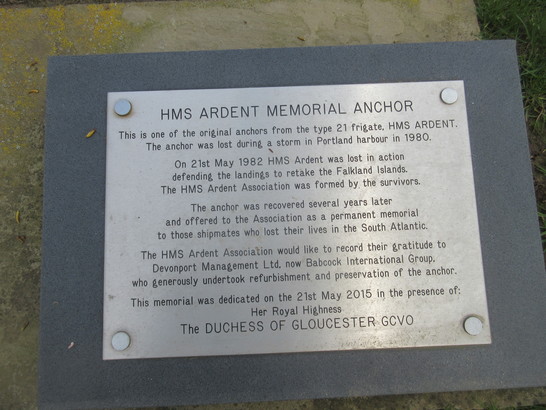 HMS ARDENT MEMORIAL ANCHOR
This is one of the original anchors from the type 21 frigate, HMS ARDENT.
The anchor was lost during a storm in Portland harbour in 1980.
On 21st May 1982 HMS Ardent was lost in action
defending the landings to retake the Falkland Islands.
The HMS Ardent Association was formed by the survivors.
The anchor was recovered several years later
and offered to the Association as a permanent memorial
to those shipmates who lost their lives in the South Atlantic.
The HMS Ardent Association would like to record their gratitude to
Devonport Management Ltd, now Babcock International Group,
who generously undertook refurbishment and preservation of the anchor.
This memorial was dedicated on the 21st May 2015 in the presence of:
Her Royal Highness
The DUCHESS OF GLOUCESTER GCVO